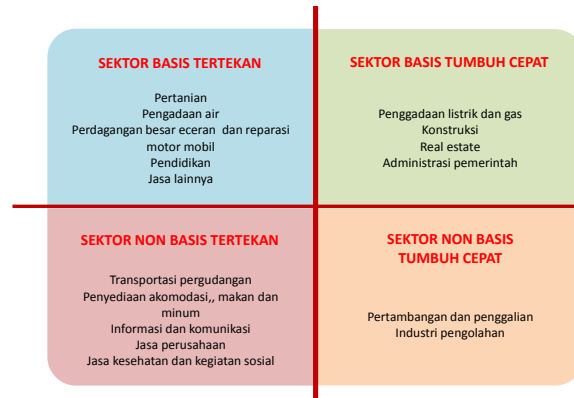 SEKTOR BASIS TERTEKAN
Pertanian
Pengadaan air
Perdagangan besar eceran dan reparasi
motor mobil
Pendidikan
Jasa lainnya
SEKTOR BASIS TUMBUH CEPAT
Penggadaan listrik dan gas
Konstruksi
Real estate
Administrasi pemerintah
SEKTOR NON BASIS TERTEKAN
Transportasi pergudangan
Penyediaan akomodasi,, makan dan
minum
Informasi dan komunikasi
Jasa perusahaan
Jasa kesehatan dan kegiatan sosial
SEKTOR NON BASIS
TUMBUH CEPAT
Pertambangan dan penggalian
Industri pengolahan